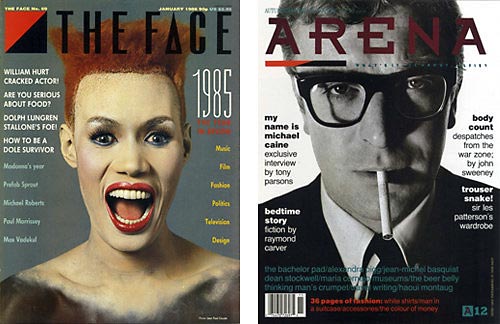 THE FACE No. 69
JANUARY 1986 90p US $3.50
THE FACE
WILLIAM HURT
CRACKED ACTOR!
ARE YOU SERIOUS
ABOUT FOOD?
DOLPH LUNGREN
STALLONE'S FOE!
HOW TO BE A
DOLE SURVIVOR
Madonna's year
Prefab Sprout
Michael Roberts
Paul Morrissey
Max Vadukul
1985
Music
Film
Fashion
Politics
Television
Design
ARENA
my
name is
michael
caine
exclusive
interview
by tony
parsons
bedtime
story
fiction by
raymond
carver
body
count
despatches
from the
war zone;
by john
sweeney
trouser
snake!
sir les
patterson's
wardrobe
the bachelor pad/
jean-michel basquiat
dean stockwell/maria
museums/the beer belly
thinking man's crumpet/
writing/haoui montaug
36 pages of fashion: white shirts/man in
a suitcase/accessories/the colour of money
A12